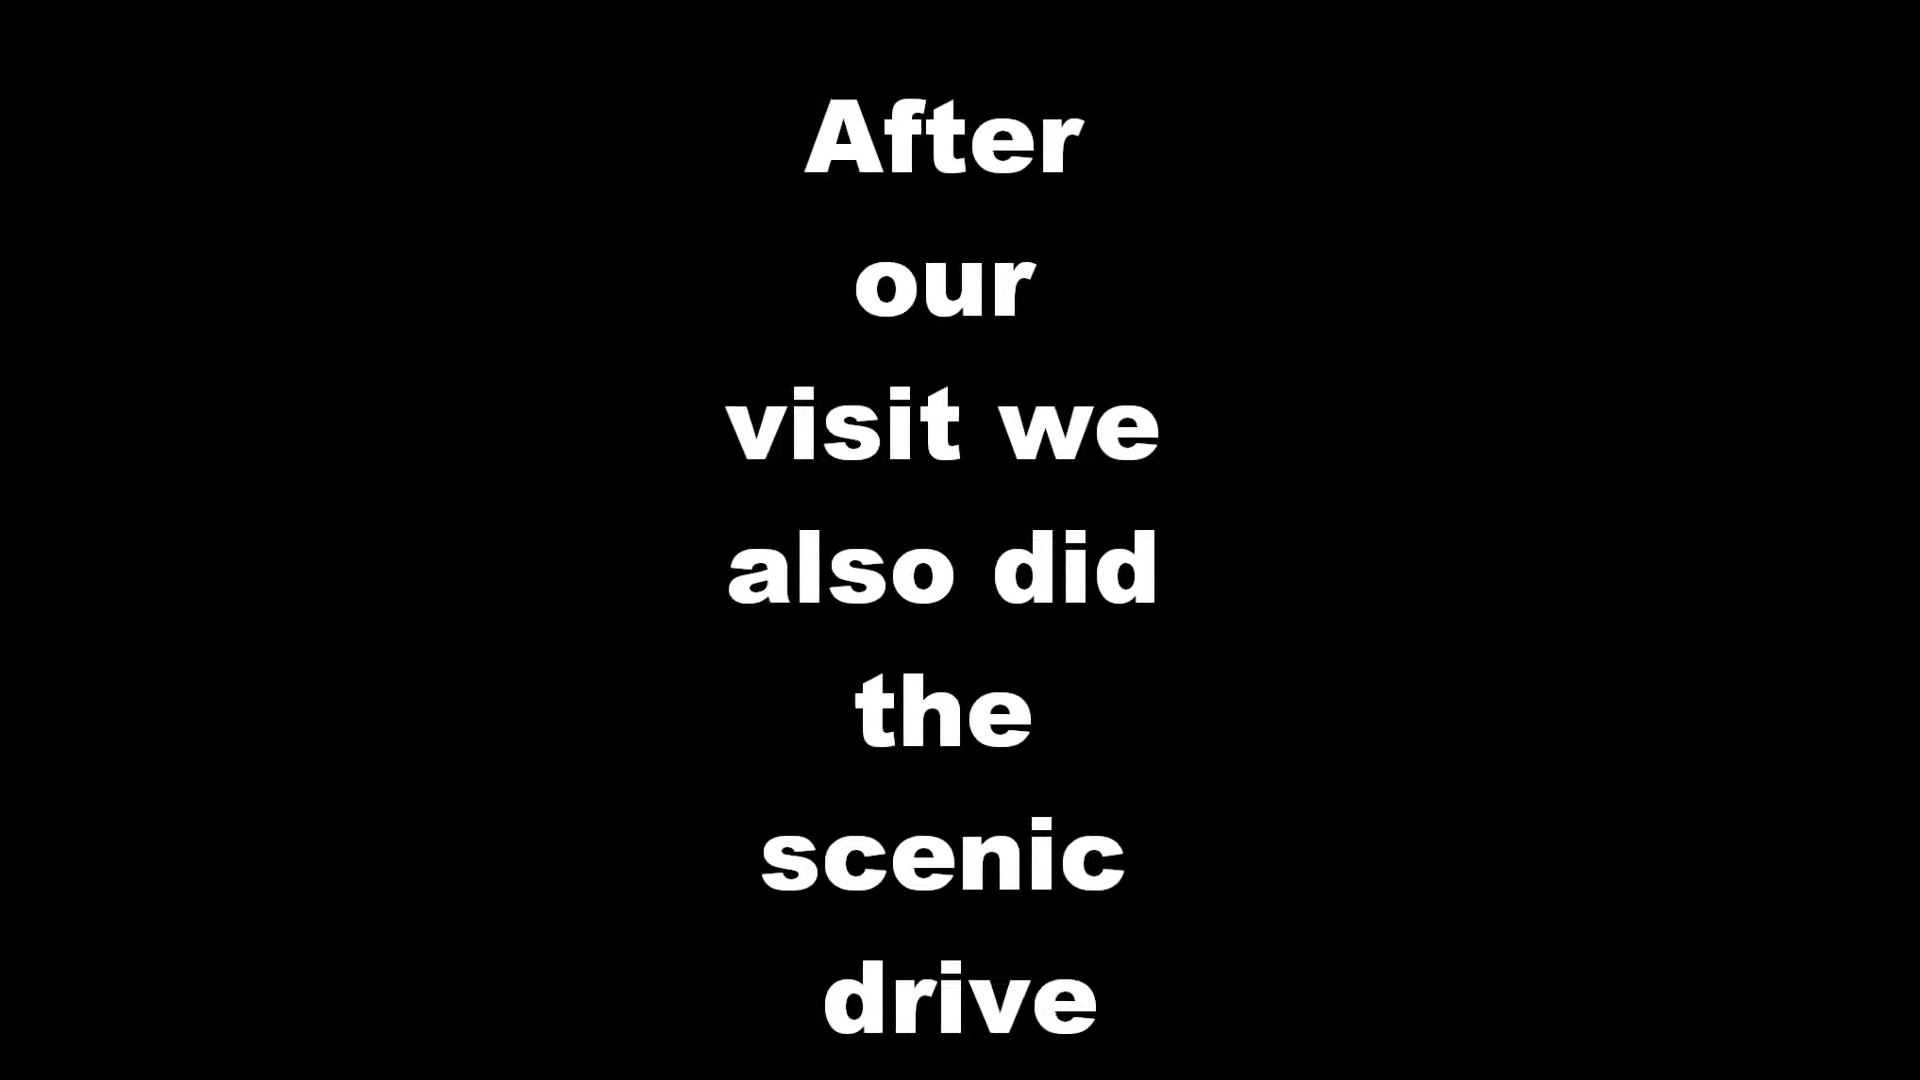 After
our
visit we
also did
the
scenic
drive